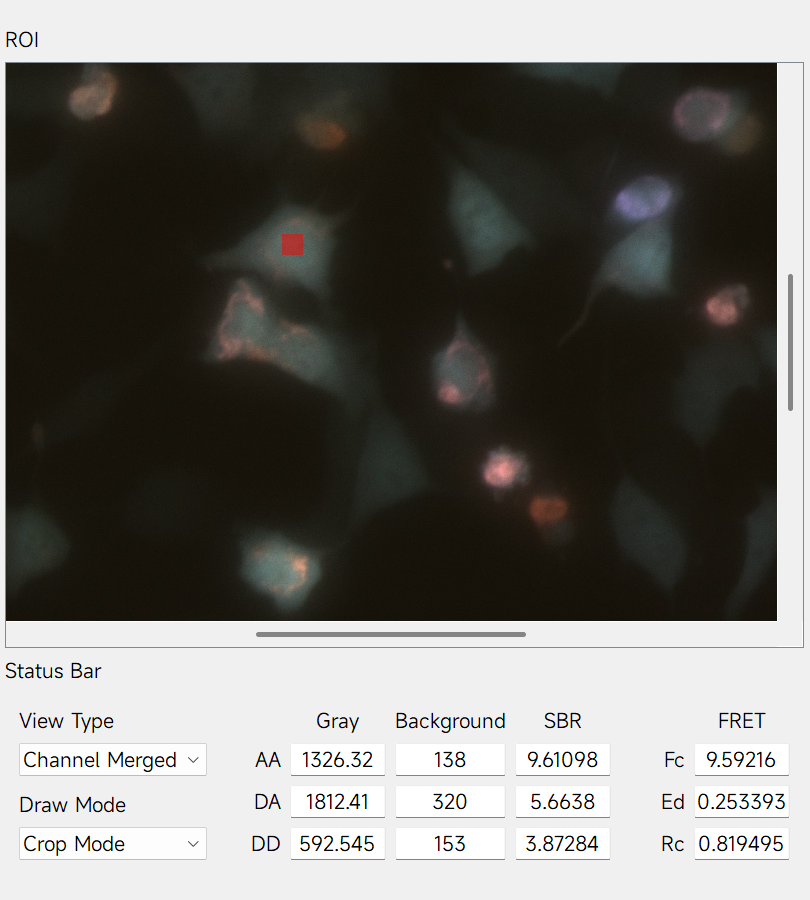 ROI
Status Bar
View Type Gray Background SBR FRET
Channel Merged AA 1326.32 138 9.61098 Fc 9.59216
Draw Mode DA 1812.41 320 5.6638 Ed 0.253393
Crop Mode DD 592.545 153 3.87284 Rc 0.819495